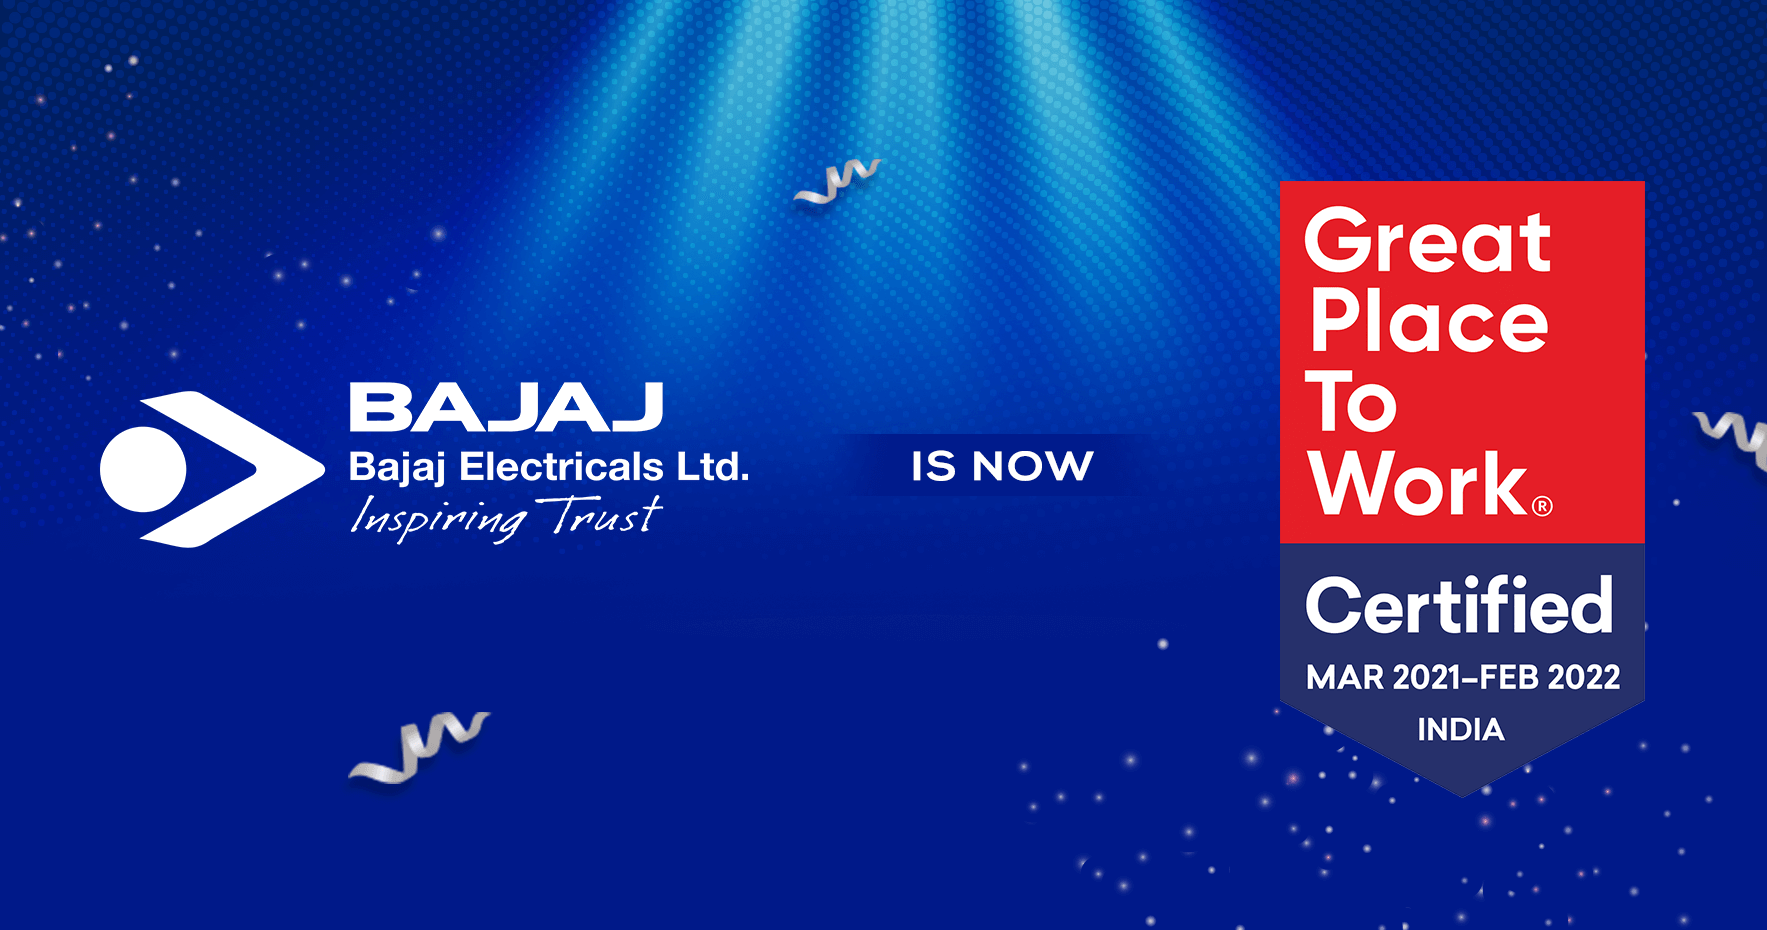 BAJAJ
Bajaj Electricals Ltd.
Inspiring Trust
IS NOW
Great
Place
To
Work®
Certified
MAR 2021–FEB 2022
INDIA